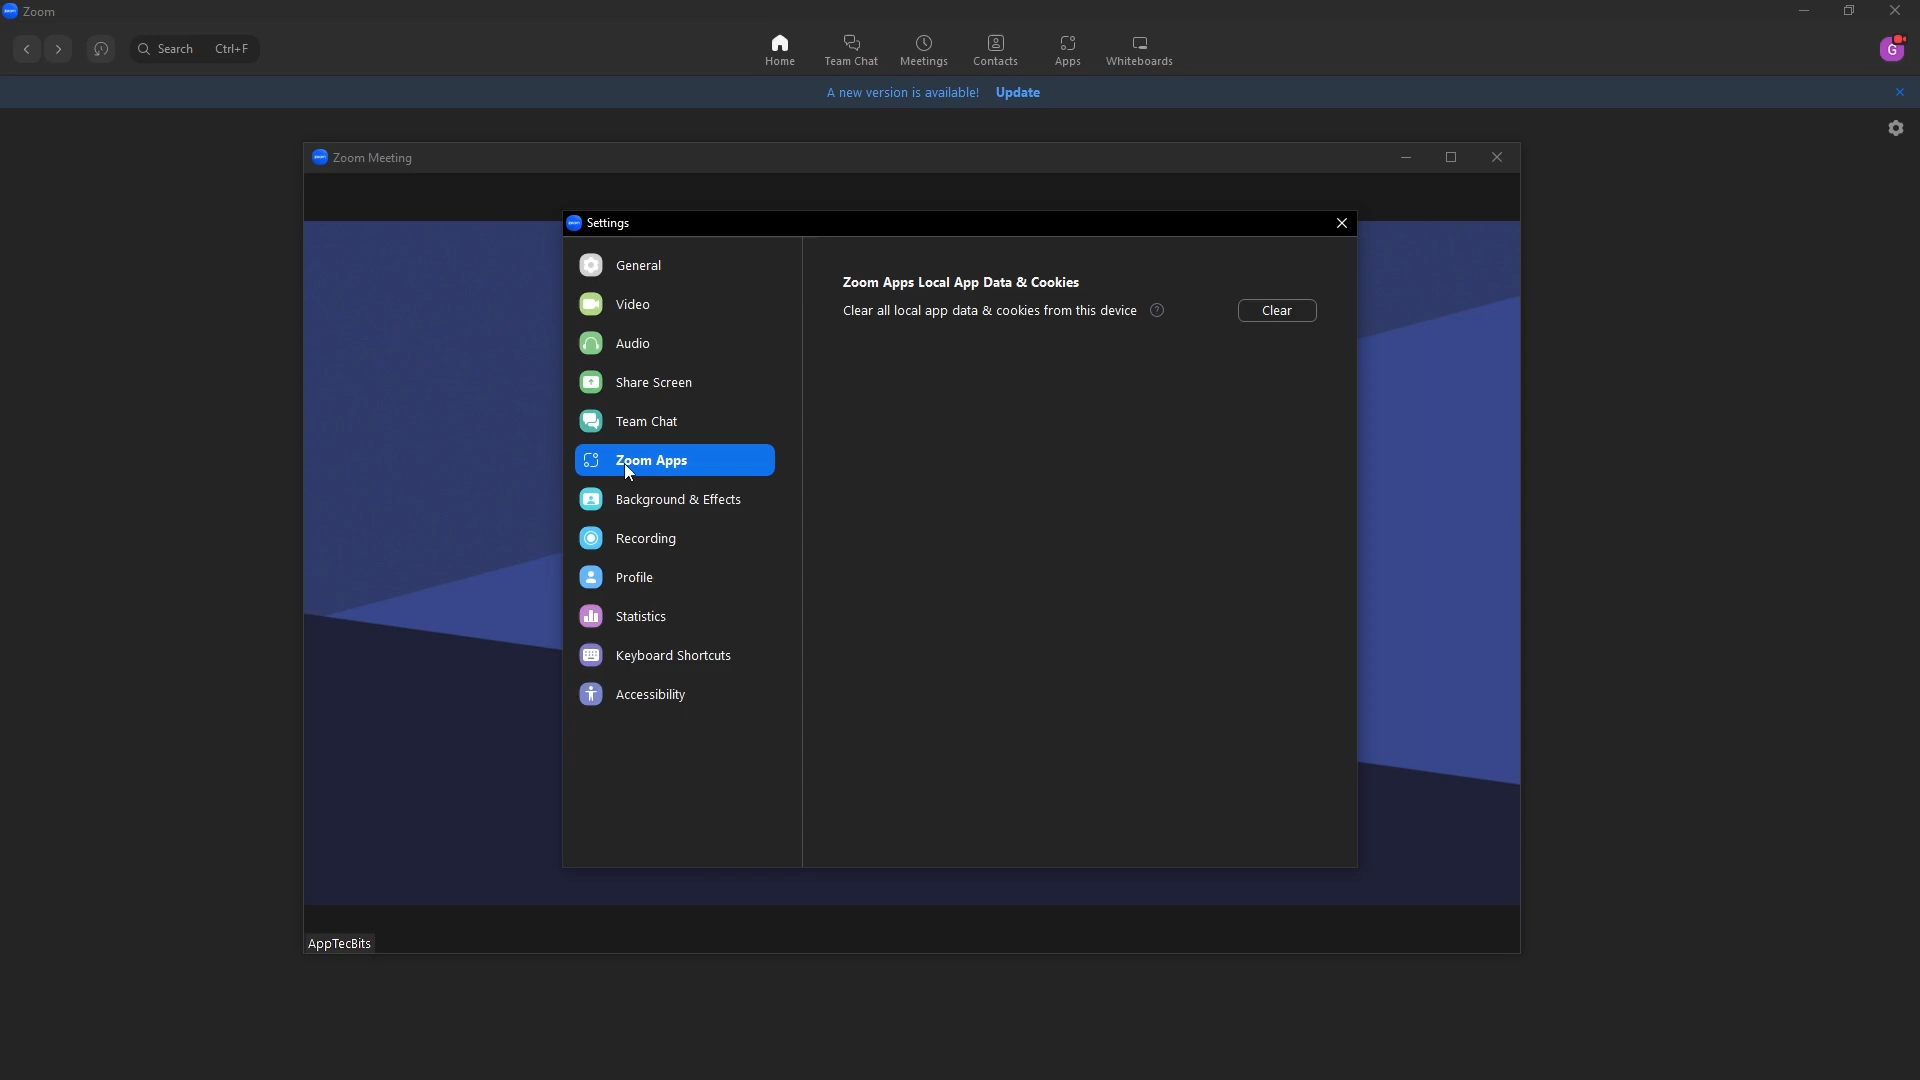 Zoom
Search Ctrl+F
Home
Team Chat
Meetings
Contacts
Apps
Whiteboards
G
A new version is available! Update
zoom Zoom Meeting
zoom Settings
General
Video
Audio
Share Screen
Team Chat
Zoom Apps
Background & Effects
Recording
Profile
Statistics
Keyboard Shortcuts
Accessibility
Zoom Apps Local App Data & Cookies
Clear all local app data & cookies from this device ?
Clear
AppTecBits